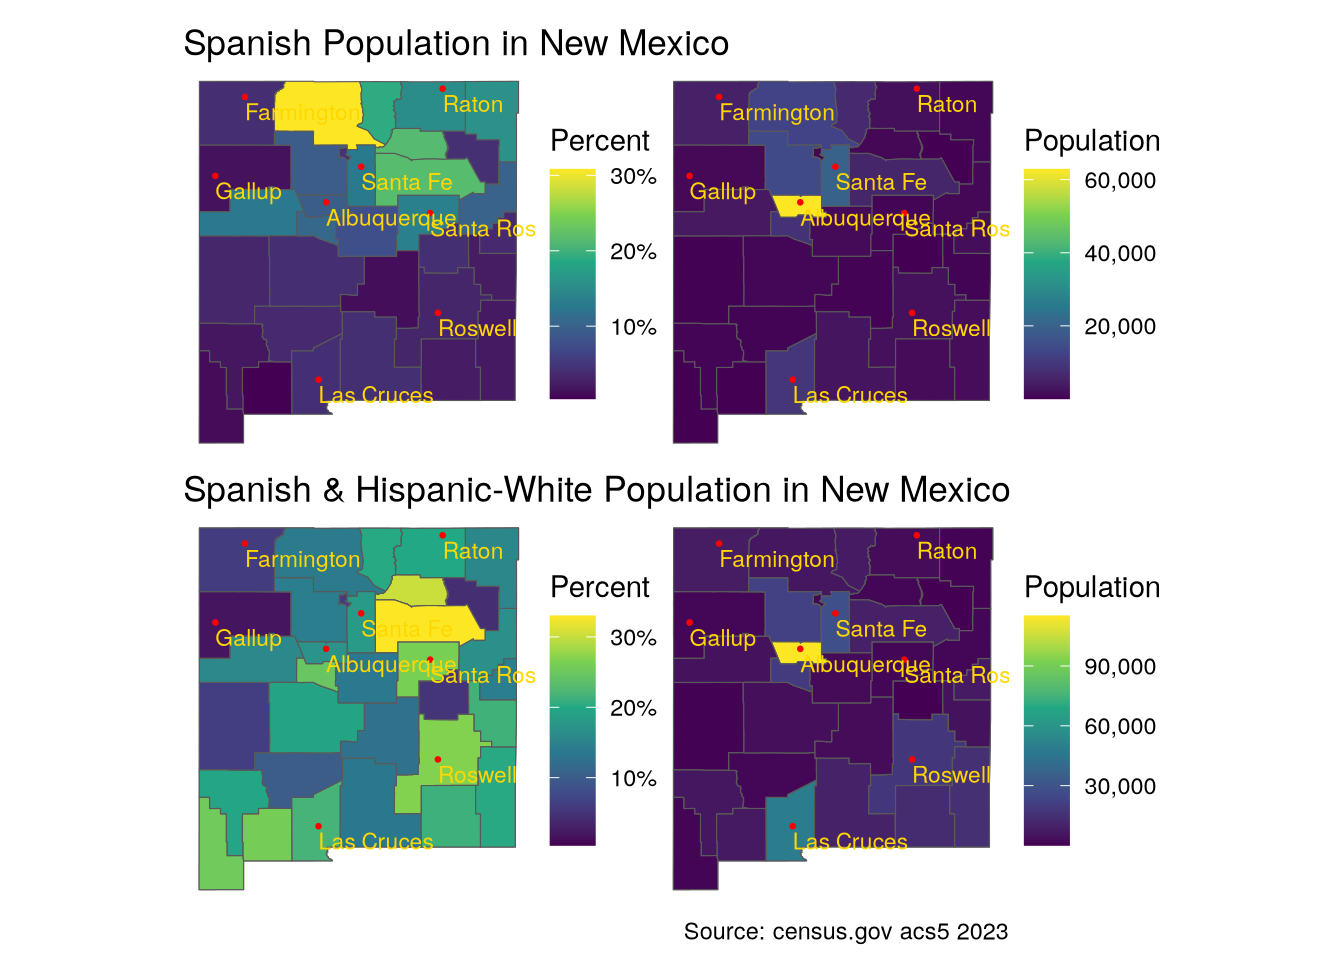 Spanish Population in New Mexico
Farmington
Raton
Gallup
Santa Fe
Albuquerque
Santa Ros
Roswell
Las Cruces
Percent
30%
20%
10%
Farmington
Raton
Gallup
Santa Fe
Albuquerque
Santa Ros
Roswell
Las Cruces
Population
60,000
40,000
20,000
Spanish & Hispanic-White Population in New Mexico
Farmington
Raton
Gallup
Santa Fe
Albuquerque
Santa Ros
Roswell
Las Cruces
Percent
30%
20%
10%
Farmington
Raton
Gallup
Santa Fe
Albuquerque
Santa Ros
Roswell
Las Cruces
Population
90,000
60,000
30,000
Source: census.gov acs5 2023